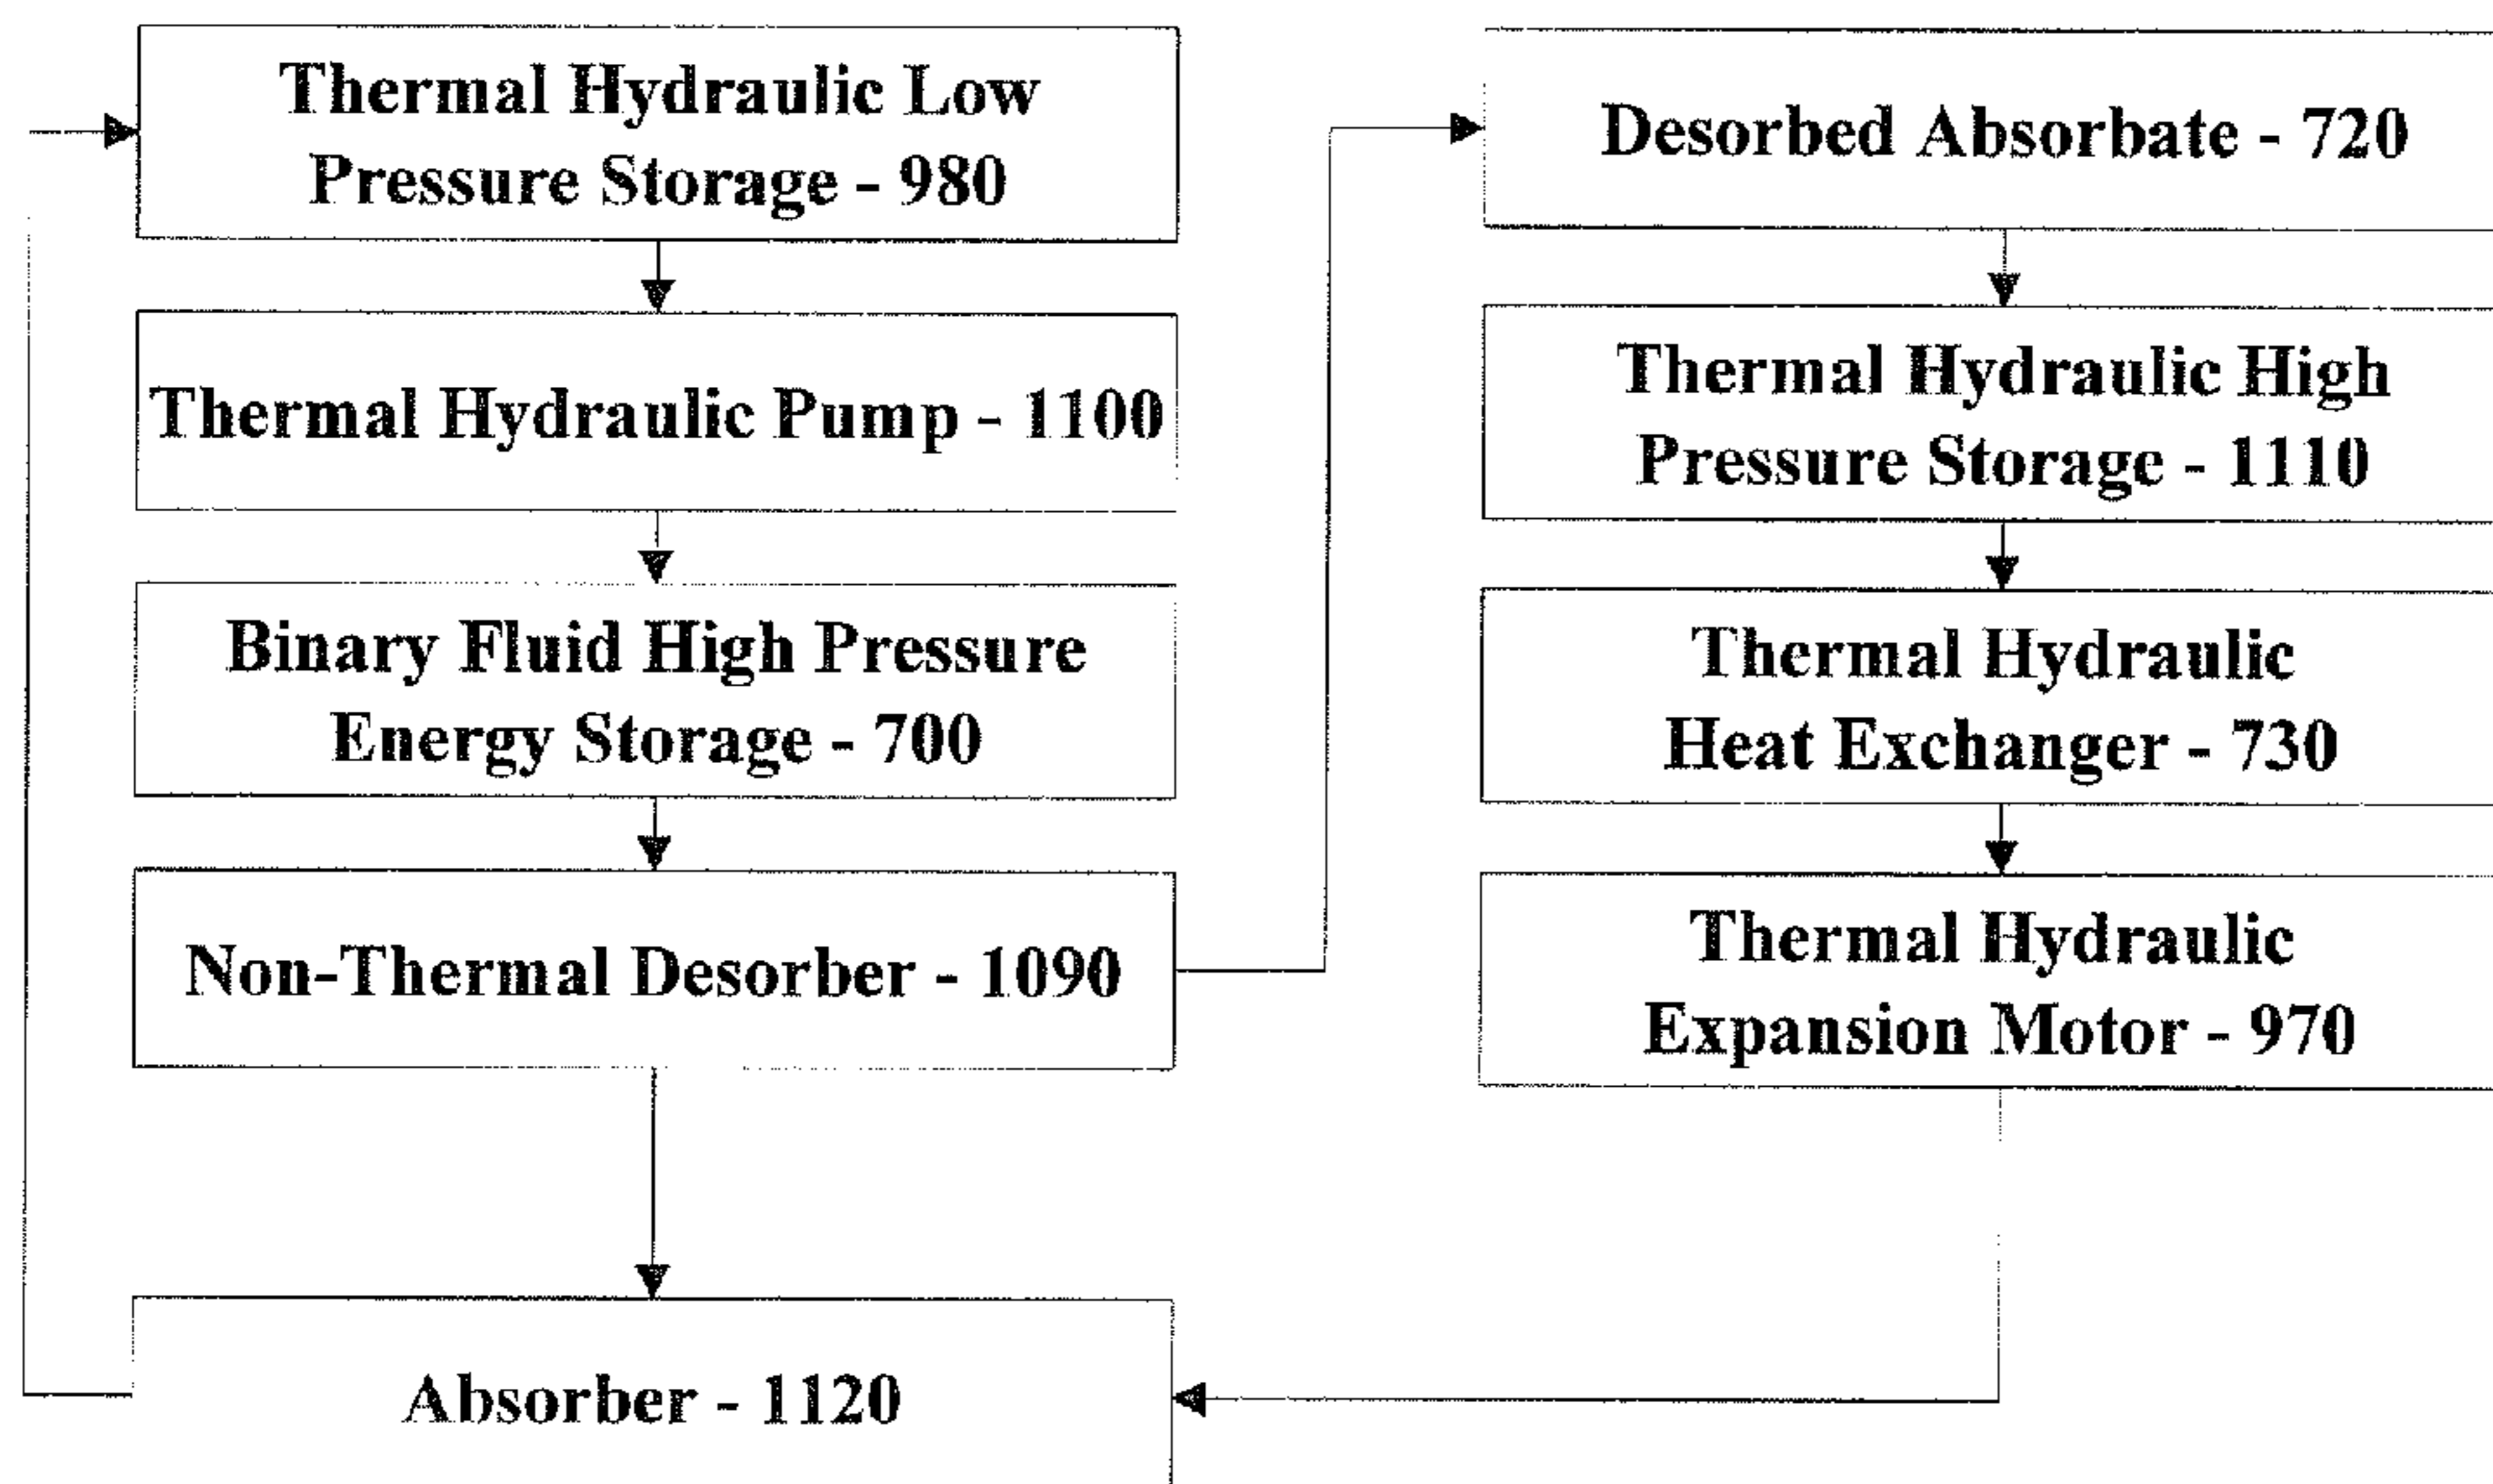 Thermal Hydraulic Low
Pressure Storage - 980
Thermal Hydraulic Pump - 1100
Binary Fluid High Pressure
Energy Storage - 700
Non-Thermal Desorber - 1090
Absorber - 1120
Desorbed Absorbate - 720
Thermal Hydraulic High
Pressure Storage - 1110
Thermal Hydraulic
Heat Exchanger - 730
Thermal Hydraulic
Expansion Motor - 970